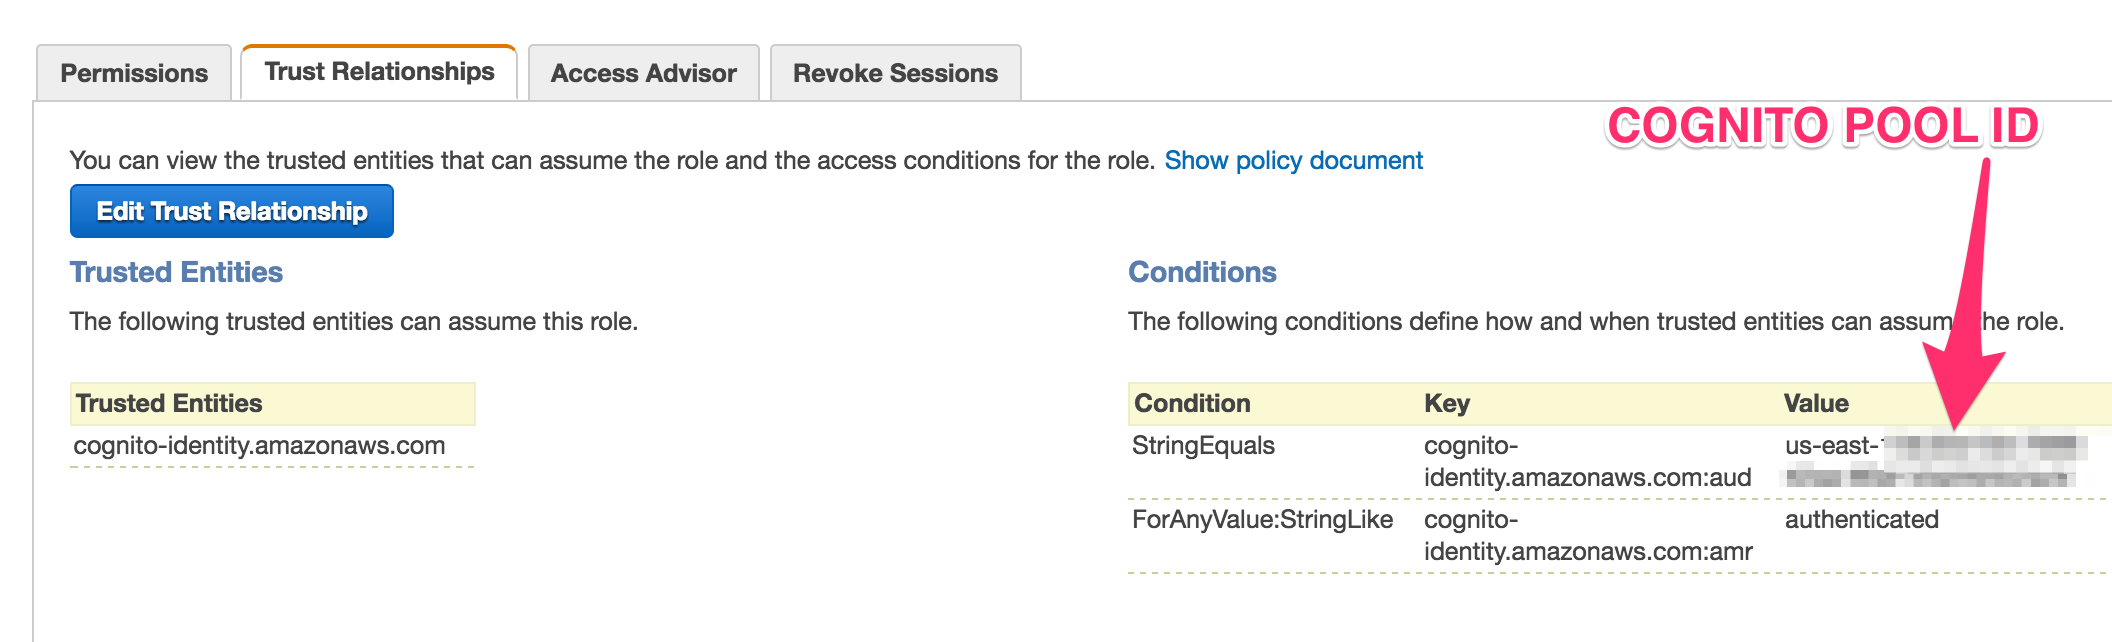 Permissions
Trust Relationships
Access Advisor
Revoke Sessions
COGNITO POOL ID
You can view the trusted entities that can assume the role and the access conditions for the role. Show policy document
Edit Trust Relationship
Trusted Entities
The following trusted entities can assume this role.
Trusted Entities
cognito-identity.amazonaws.com
Conditions
The following conditions define how and when trusted entities can assum he role.
Condition Key Value
StringEquals cognito- us-east-
identity.amazonaws.com:aud
ForAnyValue:StringLike cognito- authenticated
identity.amazonaws.com:amr